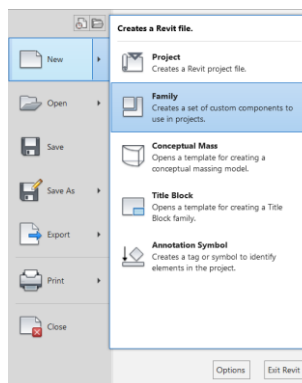 Creates a Revit file.
New
Project
Creates a Revit project file.
Open
Family
Creates a set of custom components to
use in projects.
Save
Conceptual Mass
Opens a template for creating a
conceptual massing model.
Save As
Title Block
Opens a template for creating a Title
Block family.
Export
Annotation Symbol
Creates a tag or symbol to identify
elements in the project.
Print
Close
Options
Exit Revit